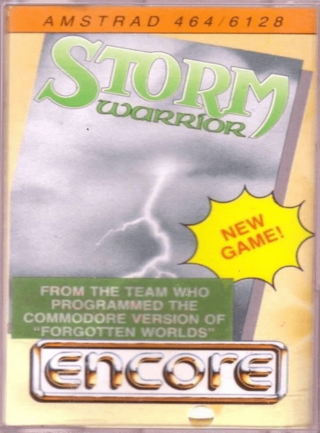 AMSTRAD 464/6128
STORM
WARRIOR
NEW
GAME!
FROM THE TEAM WHO
PROGRAMMED THE
COMMODORE VERSION OF
"FORGOTTEN WORLDS"
encore